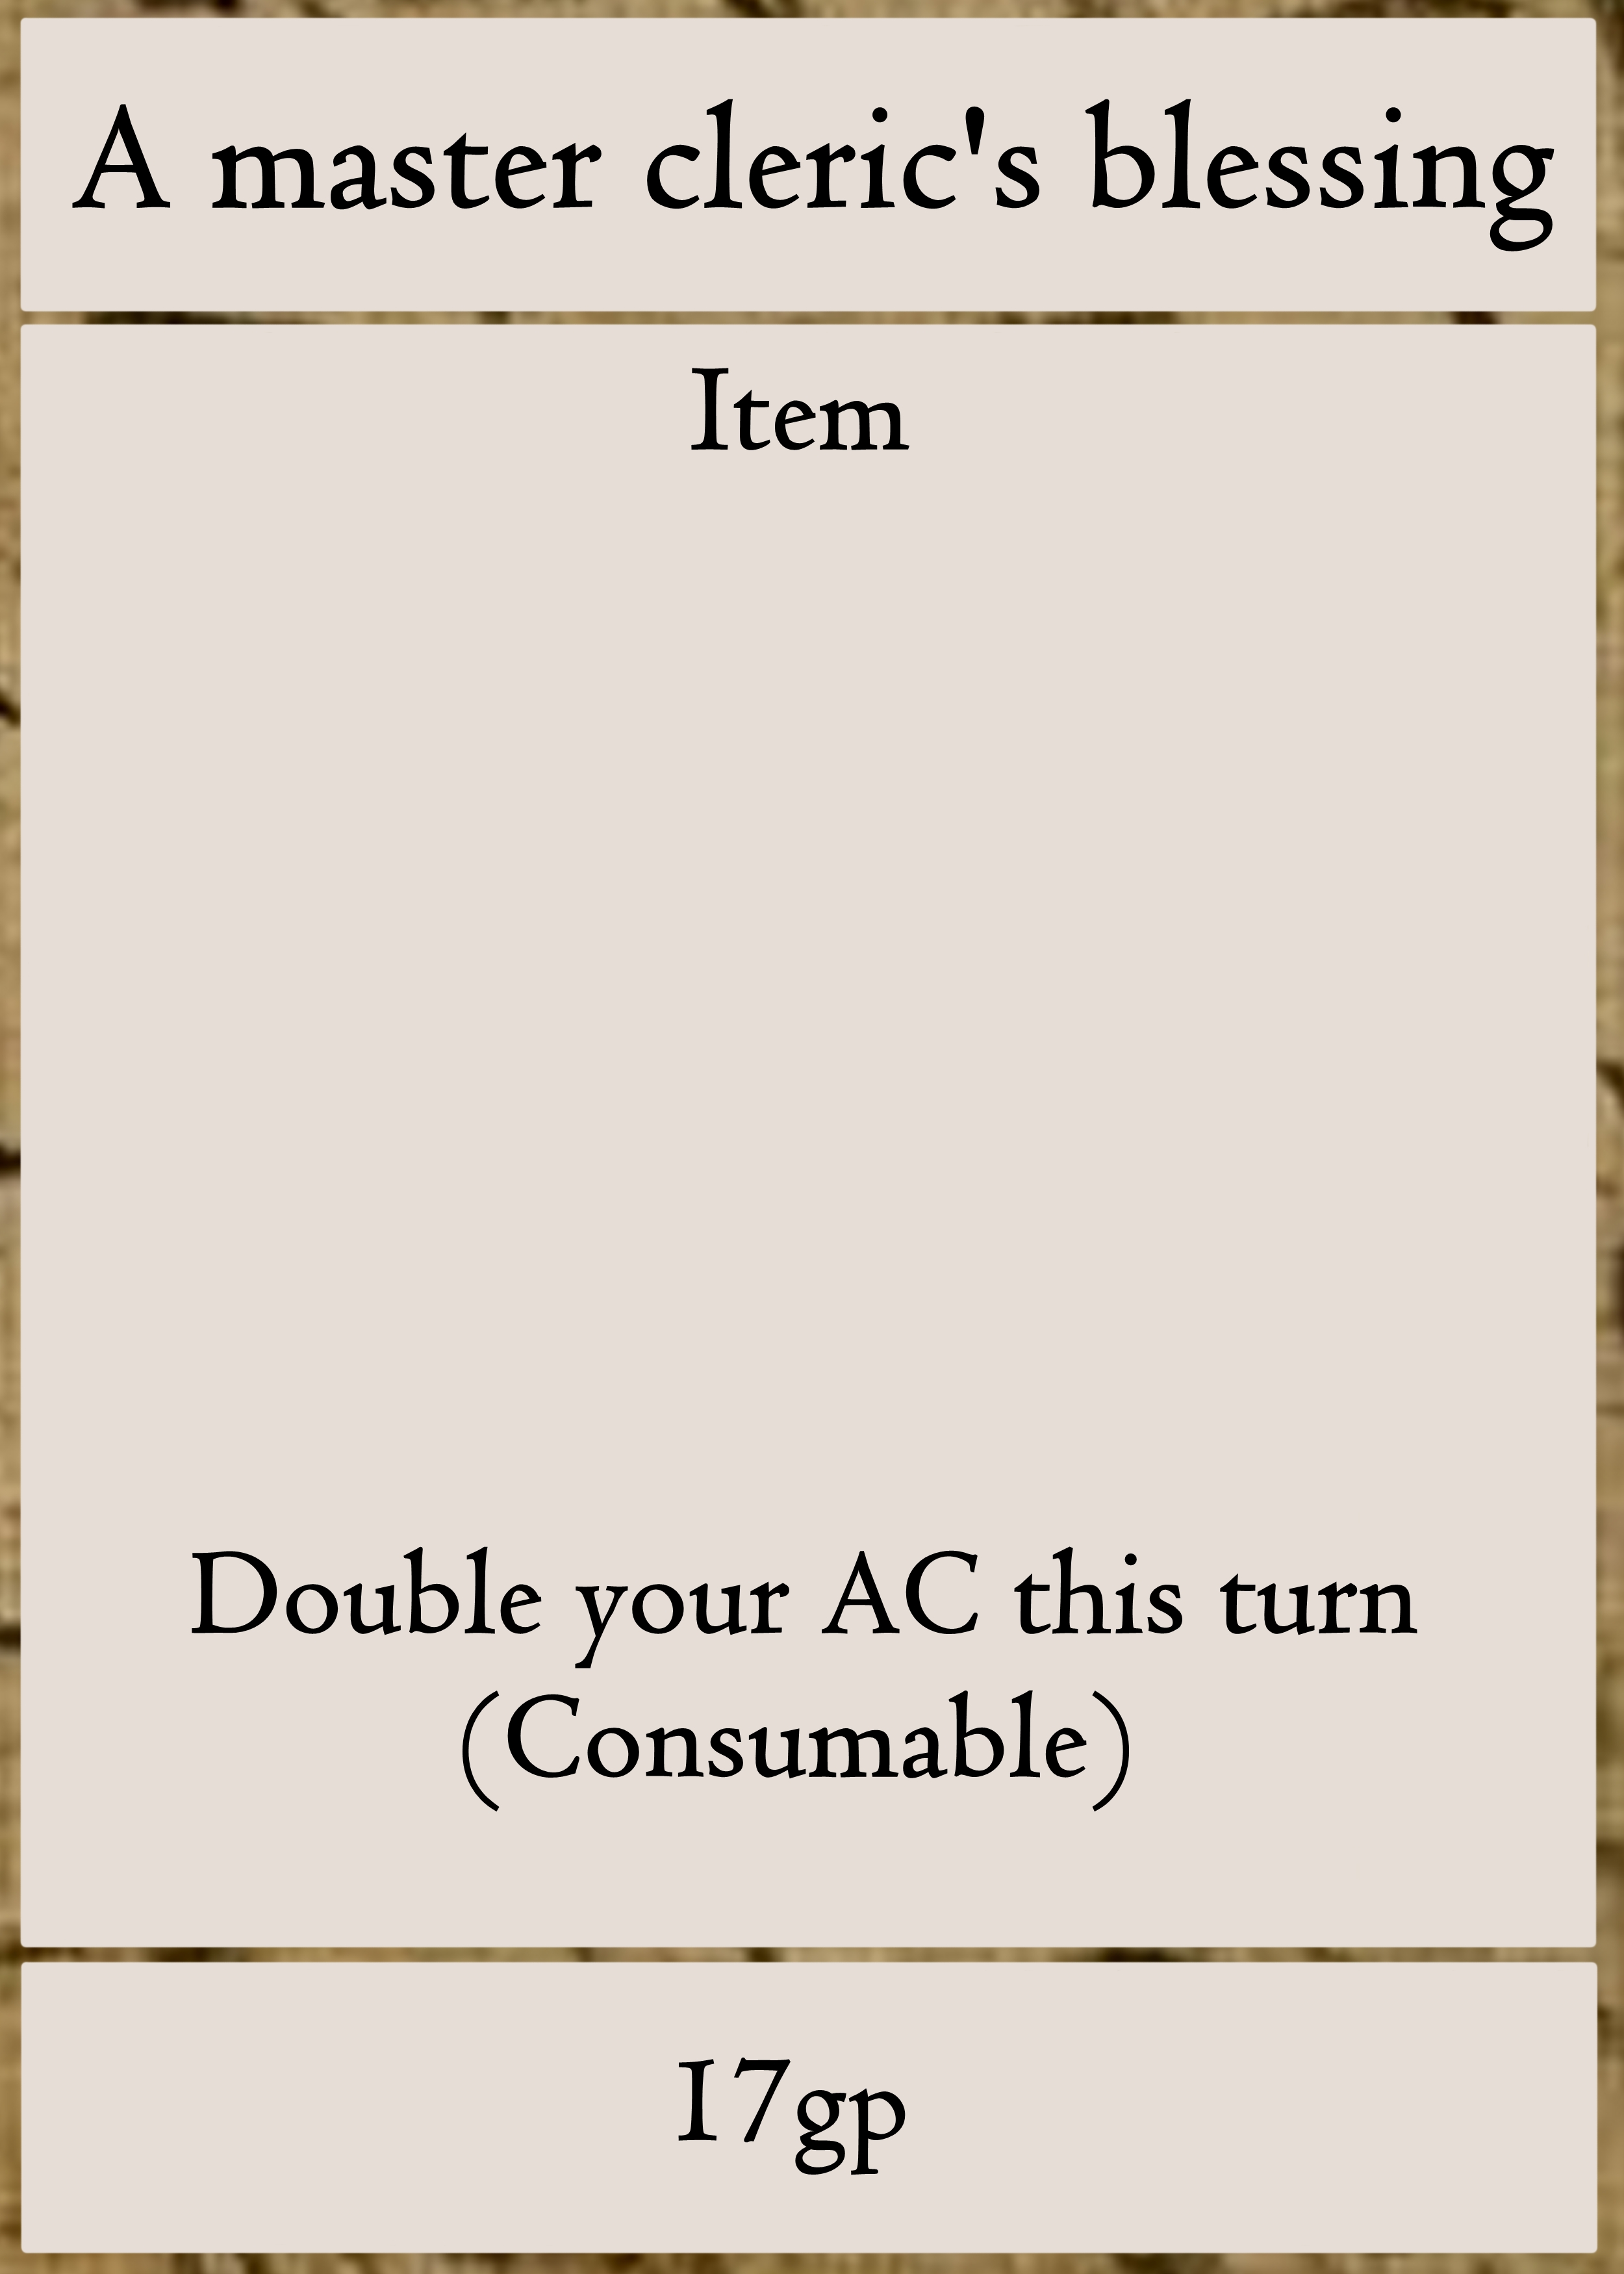 A master cleric's blessing
Item
Double your AC this turn
(Consumable)
17gp